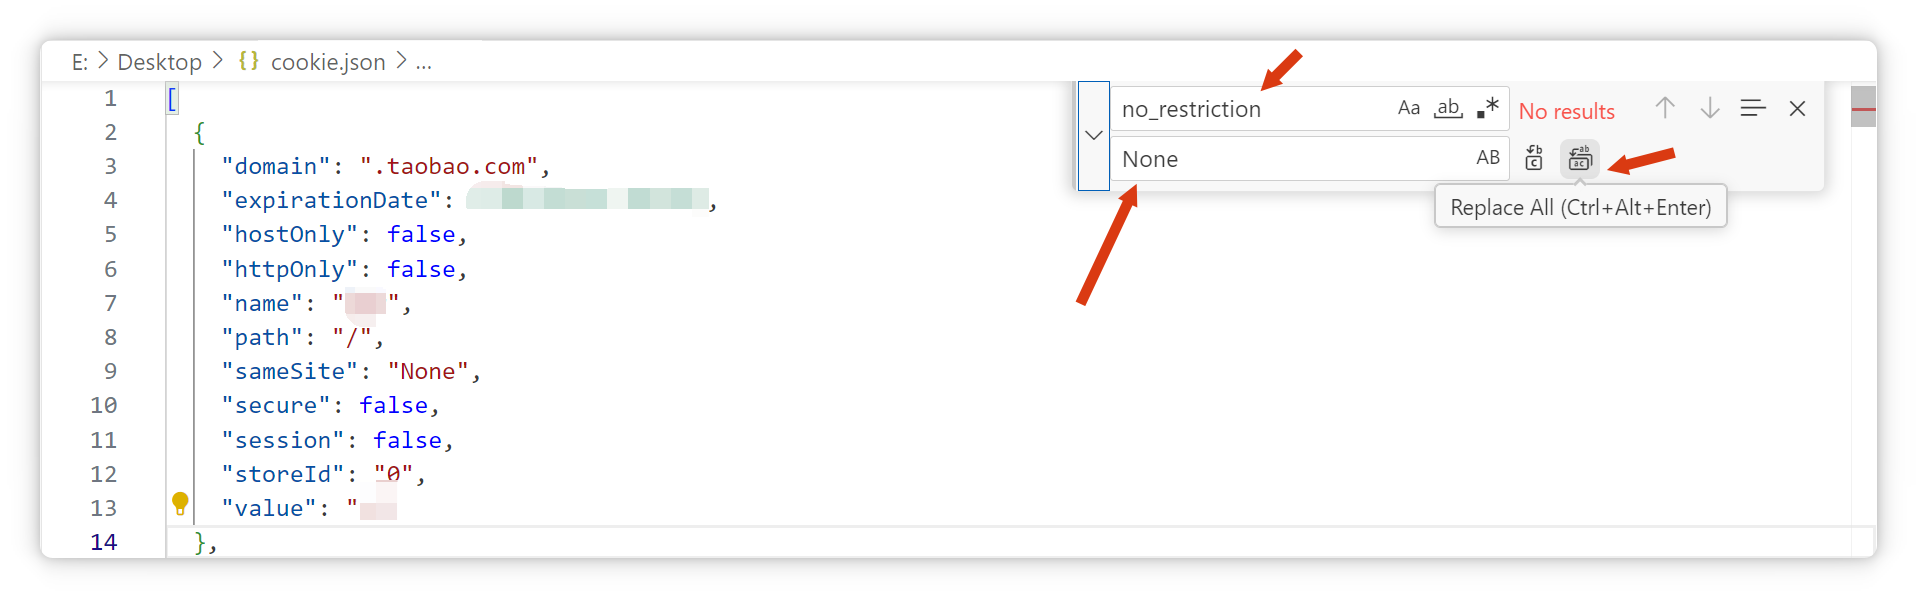 E: > Desktop > {} cookie.json > ...
1 [
2 {
3 "domain": ".taobao.com",
4 "expirationDate": ,
5 "hostOnly": false,
6 "httpOnly": false,
7 "name": "",
8 "path": "/",
9 "sameSite": "None",
10 "secure": false,
11 "session": false,
12 "storeId": "0",
13 "value": "
14 },
no_restriction Aa ab .* No results
None AB
Replace All (Ctrl+Alt+Enter)